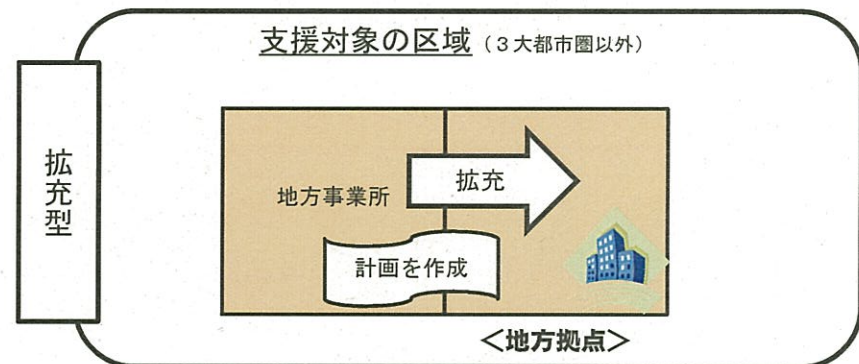 支援対象の区域（３大都市圏以外）
拡充型
地方事業所
拡充
計画を作成
＜地方拠点＞